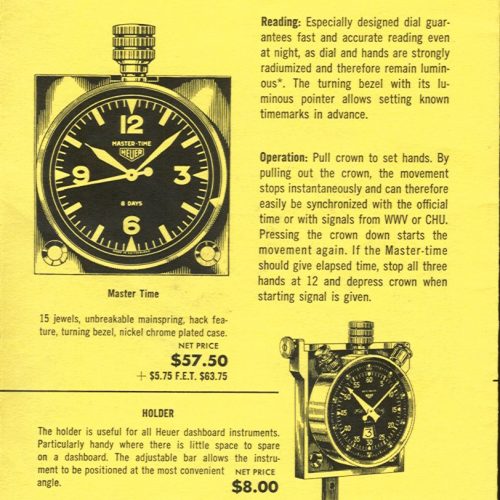 Reading: Especially designed dial guar-
antees fast and accurate reading even
at night, as dial and hands are strongly
radiumized and therefore remain lumin-
ous*. The turning bezel with its lu-
minous pointer allows setting known
timemarks in advance.
12
MASTER-TIME
HEUER
9
3
8 DAYS
6
Operation: Pull crown to set hands. By
pulling out the crown, the movement
stops instantaneously and can therefore
easily be synchronized with the official
time or with signals from WWV or CHU.
Pressing the crown down starts the
movement again. If the Master-time
should give elapsed time, stop all three
hands at 12 and depress crown when
starting signal is given.
Master Time
15 jewels, unbreakable mainspring, hack fea-
ture, turning bezel, nickel chrome plated case.
NET PRICE
$57.50
+ $5.75 F.E.T. $63.75
HOLDER
The holder is useful for all Heuer dashboard instruments.
Particularly handy where there is little space to spare
on a dashboard. The adjustable bar allows the instru-
ment to be positioned at the most convenient
angle.
NET PRICE
$8.00